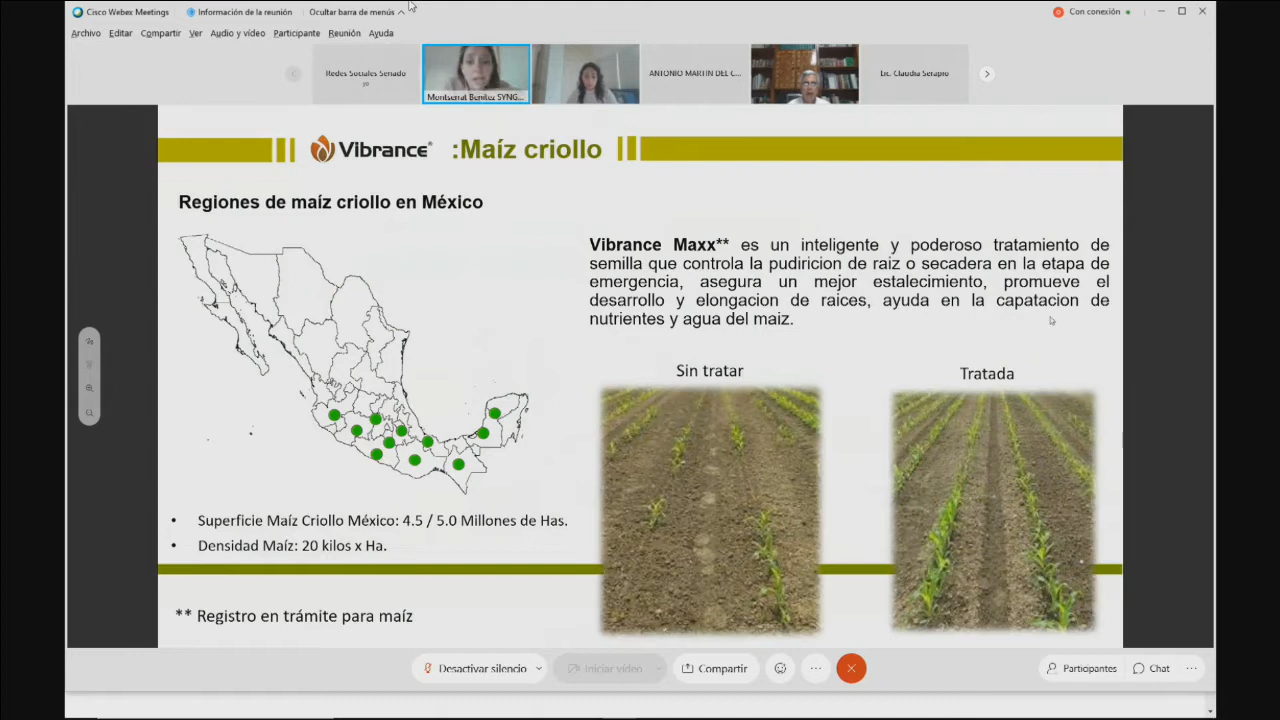 Cisco Webex Meetings
Información de la reunión
Ocultar barra de menús
Con conexión
Archivo Editar Compartir Ver Audio y vídeo Participante Reunión Ayuda
Redes Sociales Senado
yo
Montserrat Benitez SYNG...
ANTONIO MARTIN DEL C...
Lic. Claudia Serapio
Vibrance® :Maíz criollo
Regiones de maíz criollo en México
Vibrance Maxx** es un inteligente y poderoso tratamiento de
semilla que controla la pudiricion de raiz o secadera en la etapa de
emergencia, asegura un mejor estalecimiento, promueve el
desarrollo y elongacion de raices, ayuda en la capatacion de
nutrientes y agua del maiz.
Sin tratar
Tratada
• Superficie Maíz Criollo México: 4.5 / 5.0 Millones de Has.
• Densidad Maíz: 20 kilos x Ha.
** Registro en trámite para maíz
Desactivar silencio
Iniciar vídeo
Compartir
Participantes
Chat